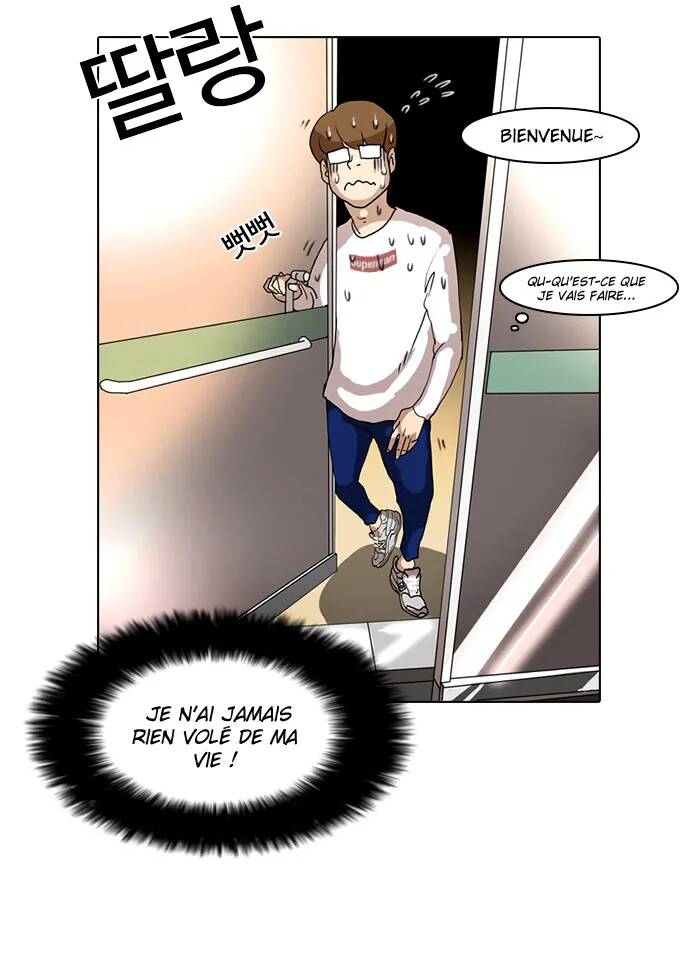 딸랑
BIENVENUE~
뻣뻣
QU-QU'EST-CE QUE
JE VAIS FAIRE...
JE N'AI JAMAIS
RIEN VOLÉ DE MA
VIE !